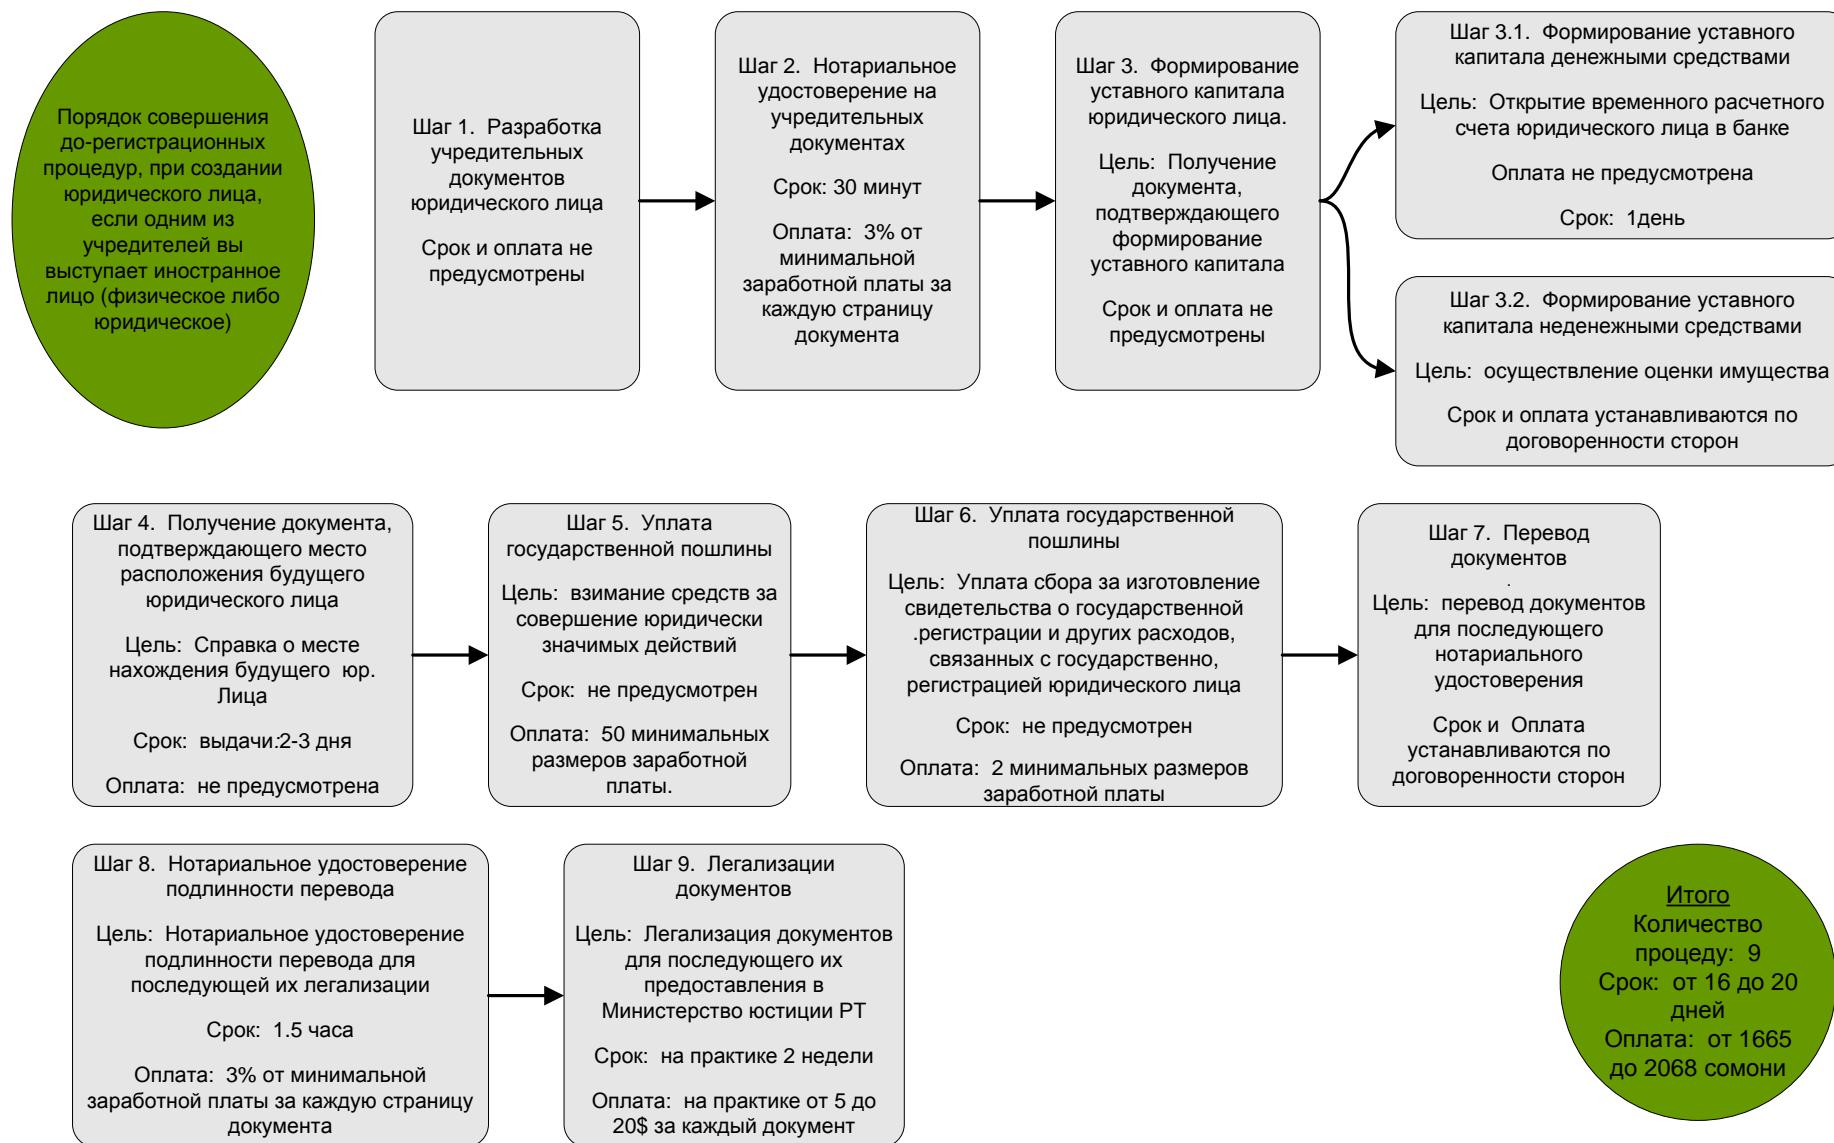 Порядок совершения
до-регистрационных
процедур, при создании
юридического лица,
если одним из
учредителей вы
выступает иностранное
лицо (физическое либо
юридическое)
Шаг 1. Разработка
учредительных
документов
юридического лица
Срок и оплата не
предусмотрены
Шаг 2. Нотариальное
удостоверение на
учредительных
документах
Срок: 30 минут
Оплата: 3% от
минимальной
заработной платы за
каждую страницу
документа
Шаг 3. Формирование
уставного капитала
юридического лица.
Цель: Получение
документа,
подтверждающего
формирование
уставного капитала
Срок и оплата не
предусмотрены
Шаг 3.1. Формирование уставного
капитала денежными средствами
Цель: Открытие временного расчетного
счета юридического лица в банке
Оплата не предусмотрена
Срок: 1день
Шаг 3.2. Формирование уставного
капитала неденежными средствами
Цель: осуществление оценки имущества
Срок и оплата устанавливаются по
договоренности сторон
Шаг 4. Получение документа,
подтверждающего место
расположения будущего
юридического лица
Цель: Справка о месте
нахождения будущего юр.
Лица
Срок: выдачи:2-3 дня
Оплата: не предусмотрена
Шаг 5. Уплата
государственной пошлины
Цель: взимание средств за
совершение юридически
значимых действий
Срок: не предусмотрен
Оплата: 50 минимальных
размеров заработной
платы.
Шаг 6. Уплата государственной
пошлины
Цель: Уплата сбора за изготовление
свидетельства о государственной
.регистрации и других расходов,
связанных с государственно,
регистрацией юридического лица
Срок: не предусмотрен
Оплата: 2 минимальных размеров
заработной платы
Шаг 7. Перевод
документов
.
Цель: перевод документов
для последующего
нотариального
удостоверения
Срок и Оплата
устанавливаются по
договоренности сторон
Шаг 8. Нотариальное удостоверение
подлинности перевода
Цель: Нотариальное удостоверение
подлинности перевода для
последующей их легализации
Срок: 1.5 часа
Оплата: 3% от минимальной
заработной платы за каждую страницу
документа
Шаг 9. Легализации
документов
Цель: Легализация документов
для последующего их
предоставления в
Министерство юстиции РТ
Срок: на практике 2 недели
Оплата: на практике от 5 до
20$ за каждый документ
Итого
Количество
процеду: 9
Срок: от 16 до 20
дней
Оплата: от 1665
до 2068 сомони